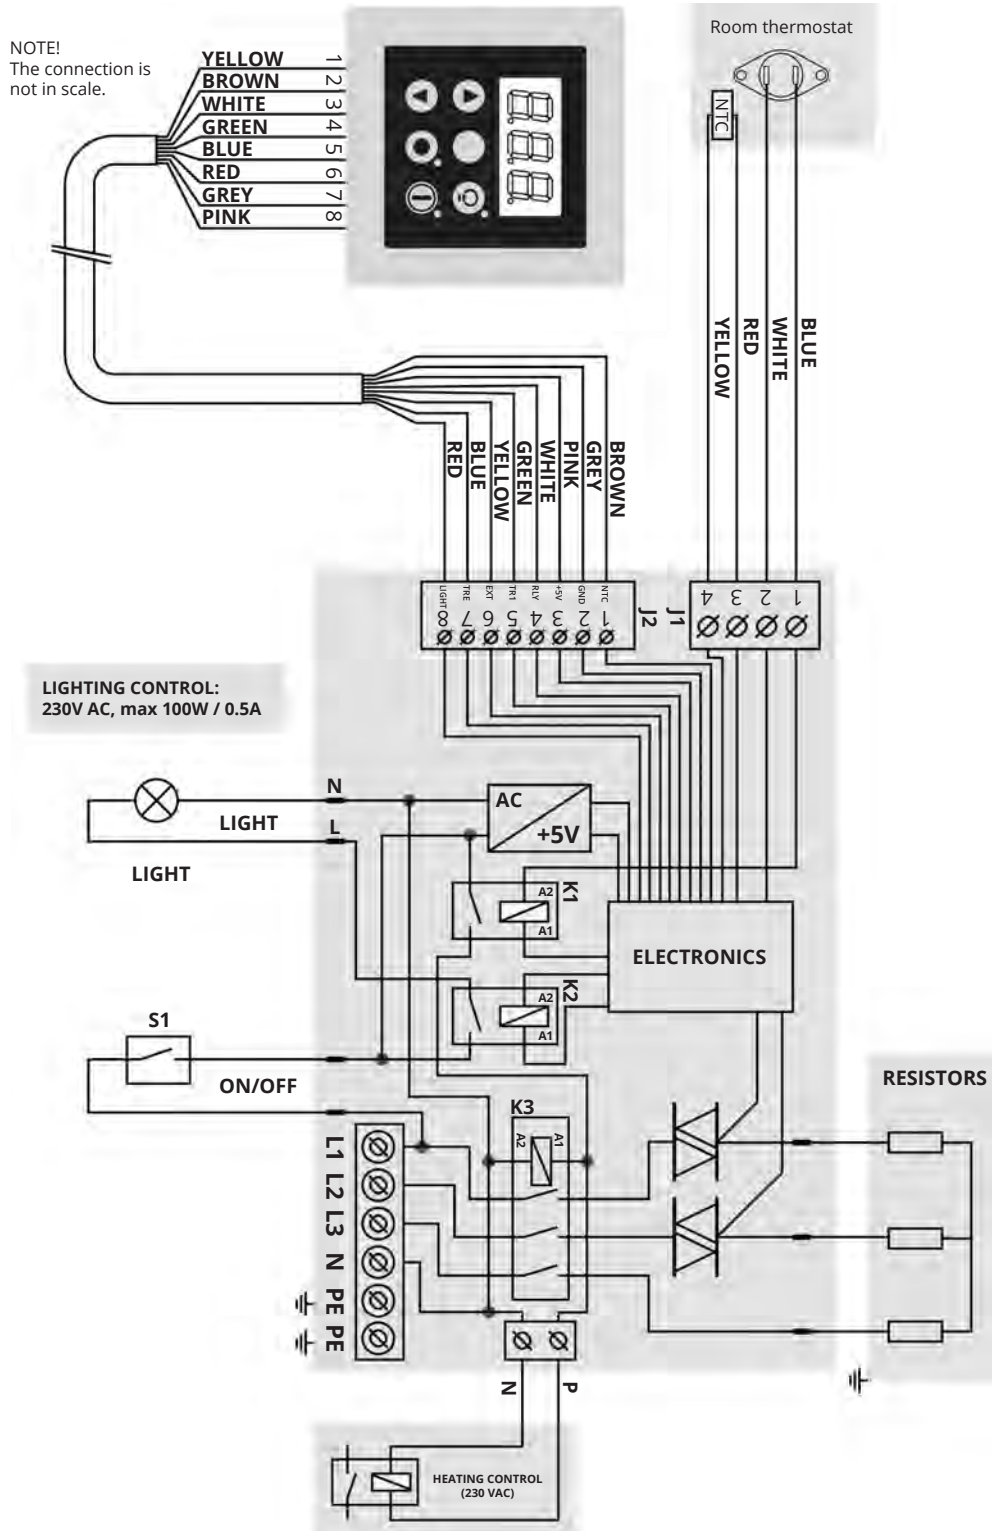 NOTE!
The connection is
not in scale.
YELLOW 1
BROWN 2
WHITE 3
GREEN 4
BLUE 5
RED 6
GREY 7
PINK 8
Room thermostat
NTC
YELLOW
RED
WHITE
BLUE
RED
BLUE
YELLOW
GREEN
WHITE
PINK
GREY
BROWN
LIGHT TRE EXT TR1 RLY +5V GND NTC
8 7 6 5 4 3 2 1
J2
J1
4 3 2 1
LIGHTING CONTROL:
230V AC, max 100W / 0.5A
N
LIGHT
L
LIGHT
AC
+5V
A2
K1
A1
ELECTRONICS
A2
K2
A1
S1
ON/OFF
RESISTORS
K3
A2 A1
L1
L2
L3
N
PE
PE
N P
HEATING CONTROL
(230 VAC)